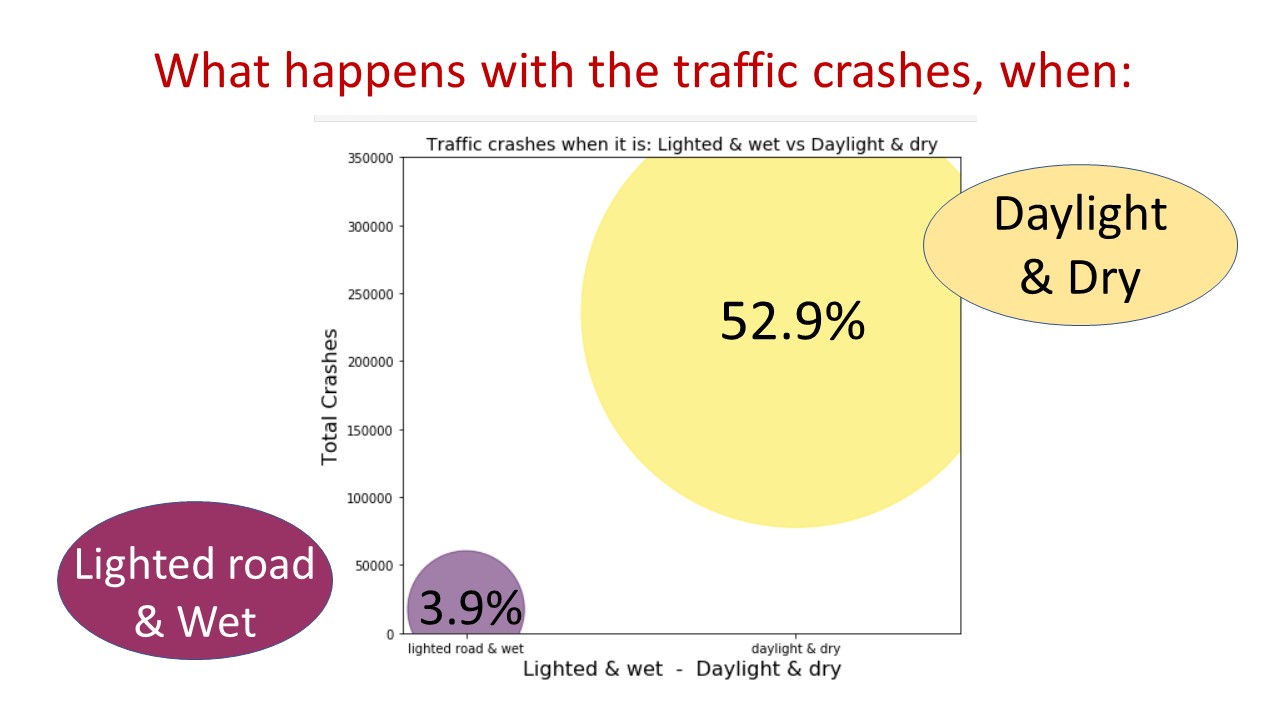 What happens with the traffic crashes, when:
Traffic crashes when it is: Lighted & wet vs Daylight & dry
350000
300000
250000
200000
150000
100000
50000
0
Total Crashes
52.9%
3.9%
Daylight
& Dry
Lighted road
& Wet
lighted road & wet
daylight & dry
Lighted & wet - Daylight & dry